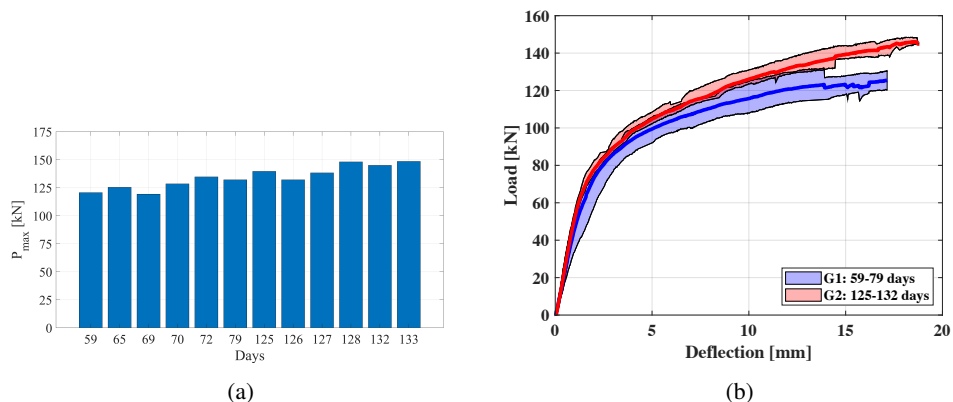 175
150
125
100
75
50
25
0
P_max [kN]
59 65 69 70 72 79 125 126 127 128 132 133
Days
(a)
160
140
120
100
80
60
40
20
0
Load [kN]
0 5 10 15 20
Deflection [mm]
G1: 59-79 days
G2: 125-132 days
(b)